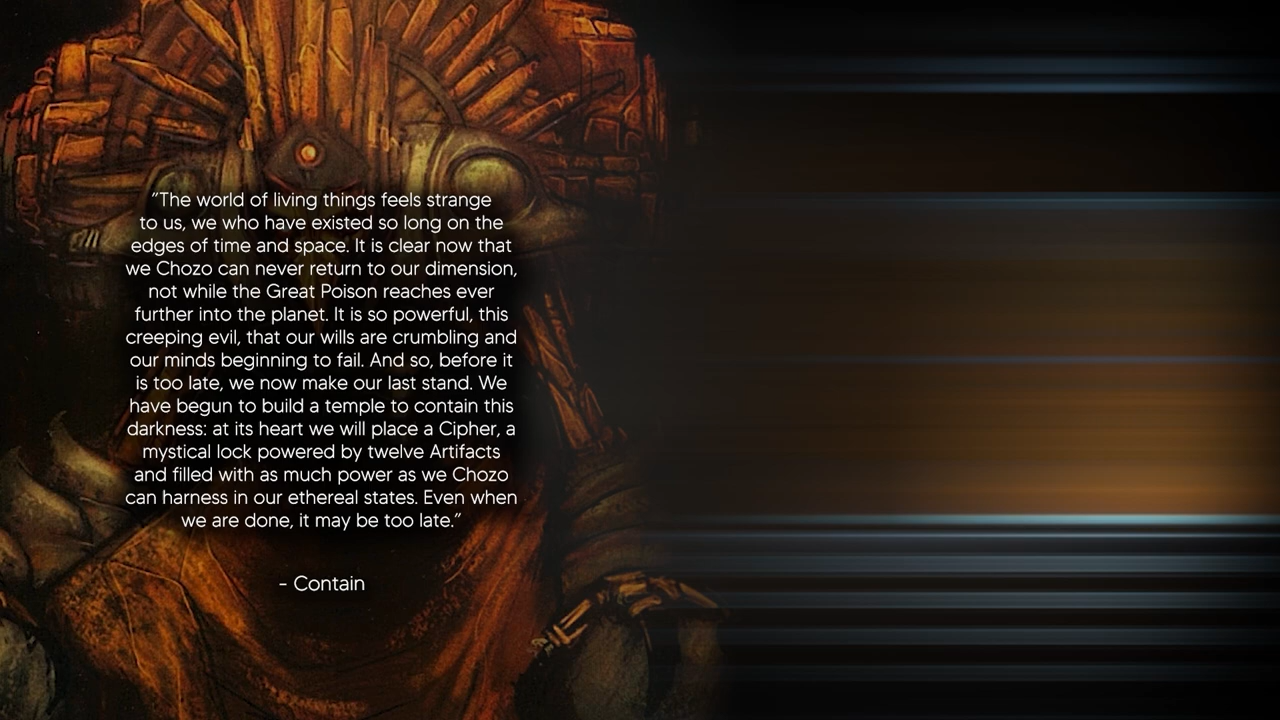 “The world of living things feels strange
to us, we who have existed so long on the
edges of time and space. It is clear now that
we Chozo can never return to our dimension,
not while the Great Poison reaches ever
further into the planet. It is so powerful, this
creeping evil, that our wills are crumbling and
our minds beginning to fail. And so, before it
is too late, we now make our last stand. We
have begun to build a temple to contain this
darkness: at its heart we will place a Cipher, a
mystical lock powered by twelve Artifacts
and filled with as much power as we Chozo
can harness in our ethereal states. Even when
we are done, it may be too late.”
- Contain